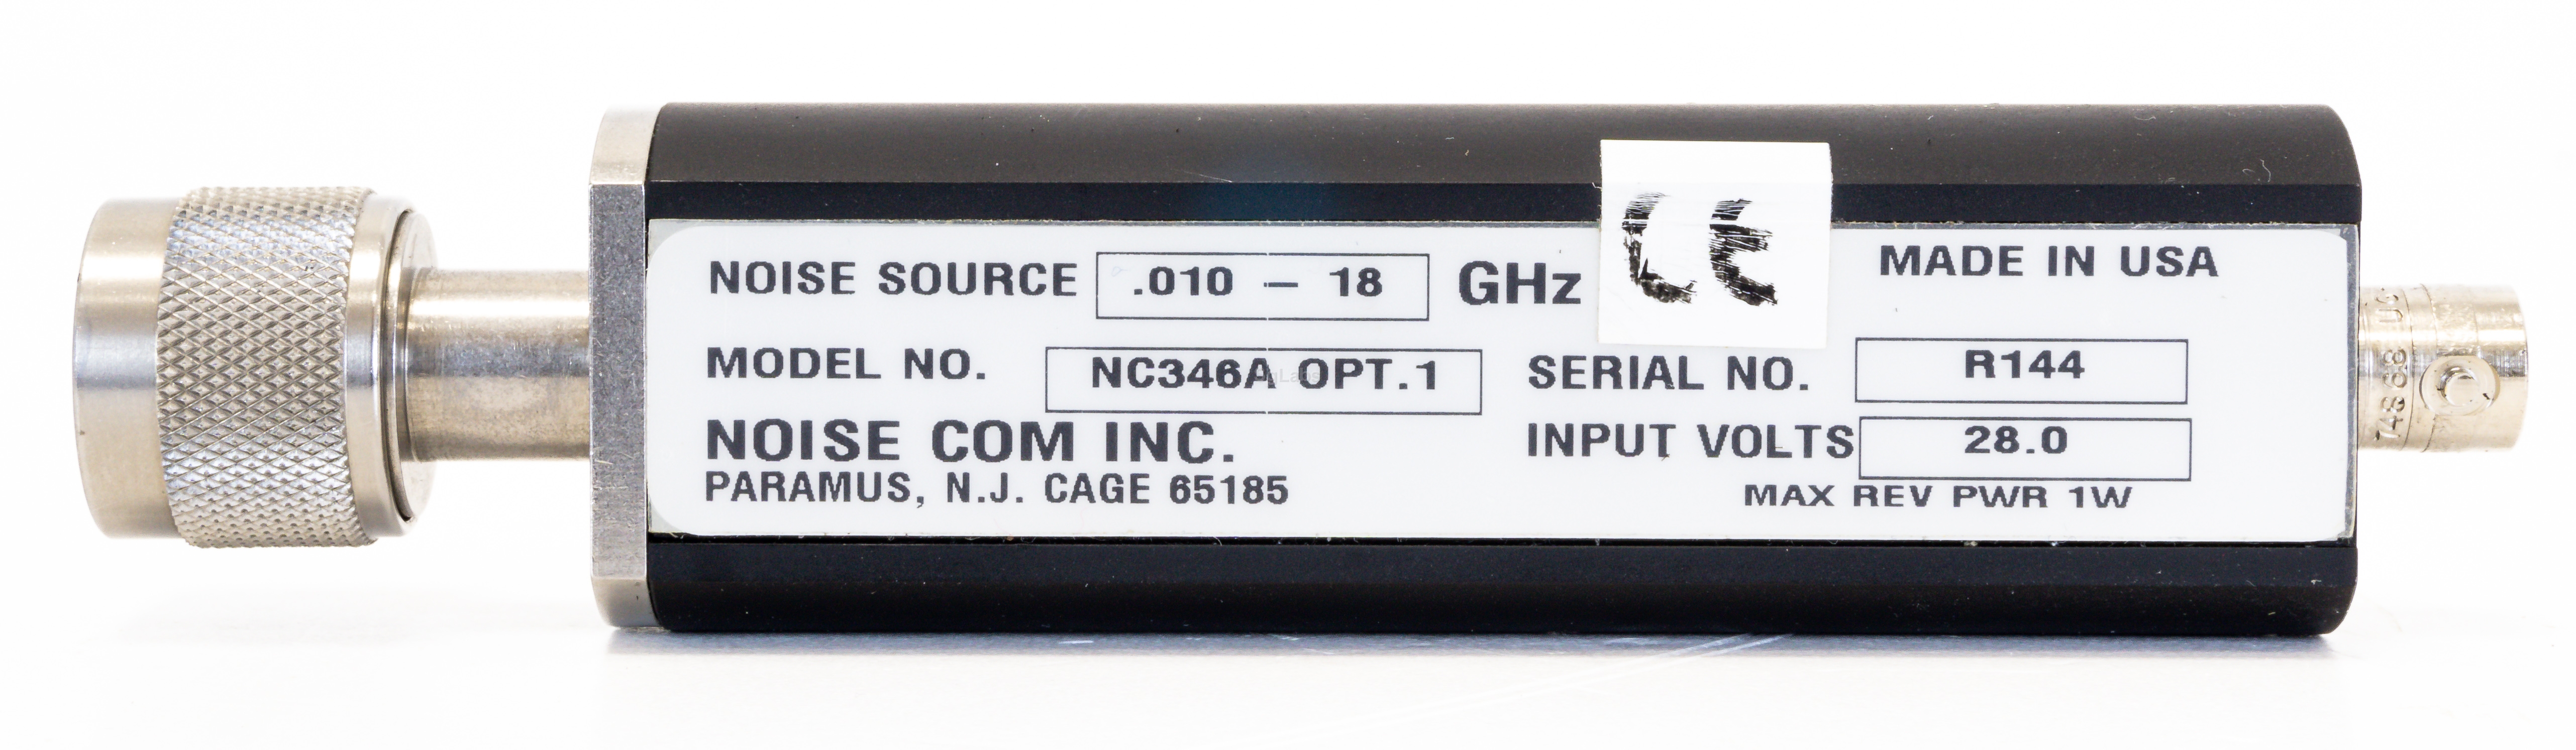 NOISE SOURCE .010 — 18 GHz
CE
MADE IN USA
MODEL NO. NC346A OPT.1
SERIAL NO. R144
NOISE COM INC.
INPUT VOLTS 28.0
PARAMUS, N.J. CAGE 65185
MAX REV PWR 1W
74868